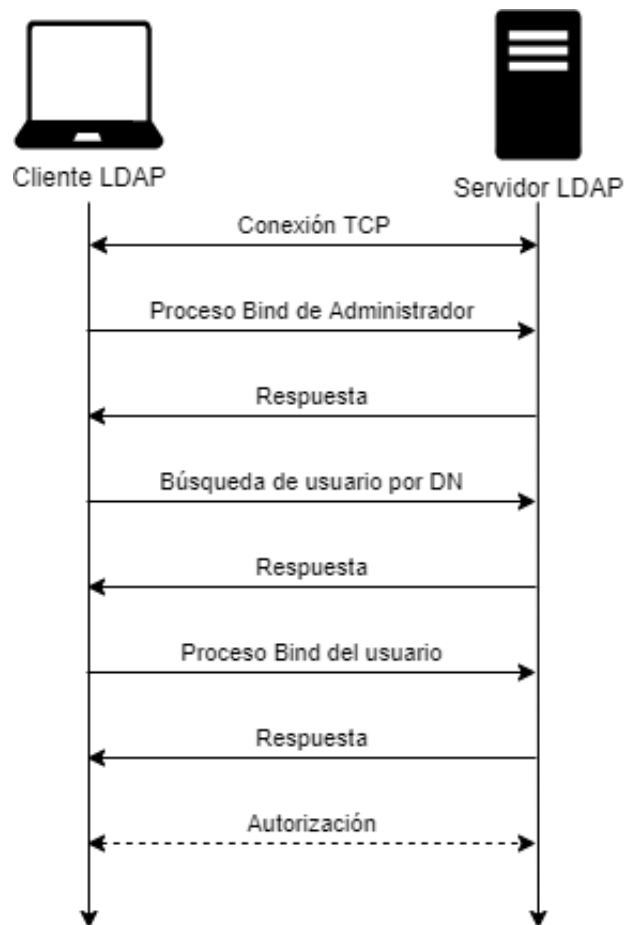 Cliente LDAP
Servidor LDAP
Conexión TCP
Proceso Bind de Administrador
Respuesta
Búsqueda de usuario por DN
Respuesta
Proceso Bind del usuario
Respuesta
Autorización